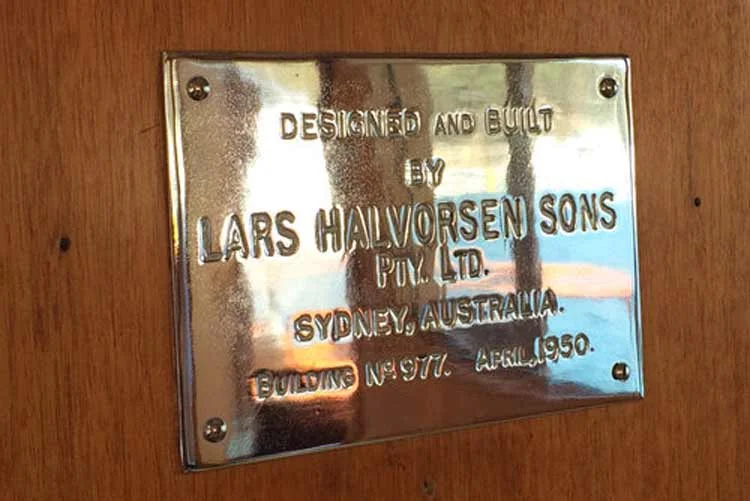 DESIGNED AND BUILT
BY
LARS HALVORSEN SONS
PTY. LTD.
SYDNEY, AUSTRALIA.
BUILDING Nº 977. APRIL, 1950.